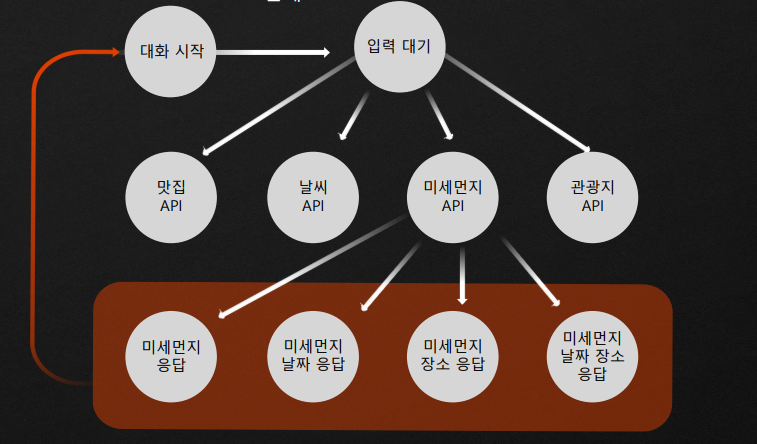 대화 시작
입력 대기
맛집
API
날씨
API
미세먼지
API
관광지
API
미세먼지
응답
미세먼지
날짜 응답
미세먼지
장소 응답
미세먼지
날짜 장소
응답